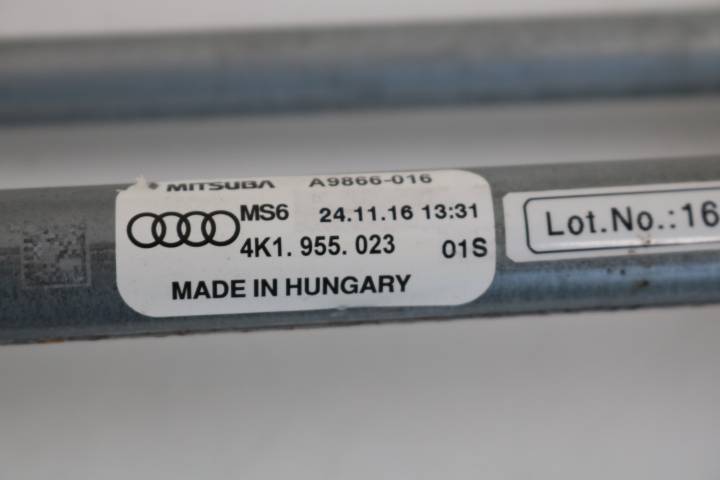 MITSUBA A9866-016
MS6 24.11.16 13:31
4K1.955.023 01S
MADE IN HUNGARY
Lot.No.:16